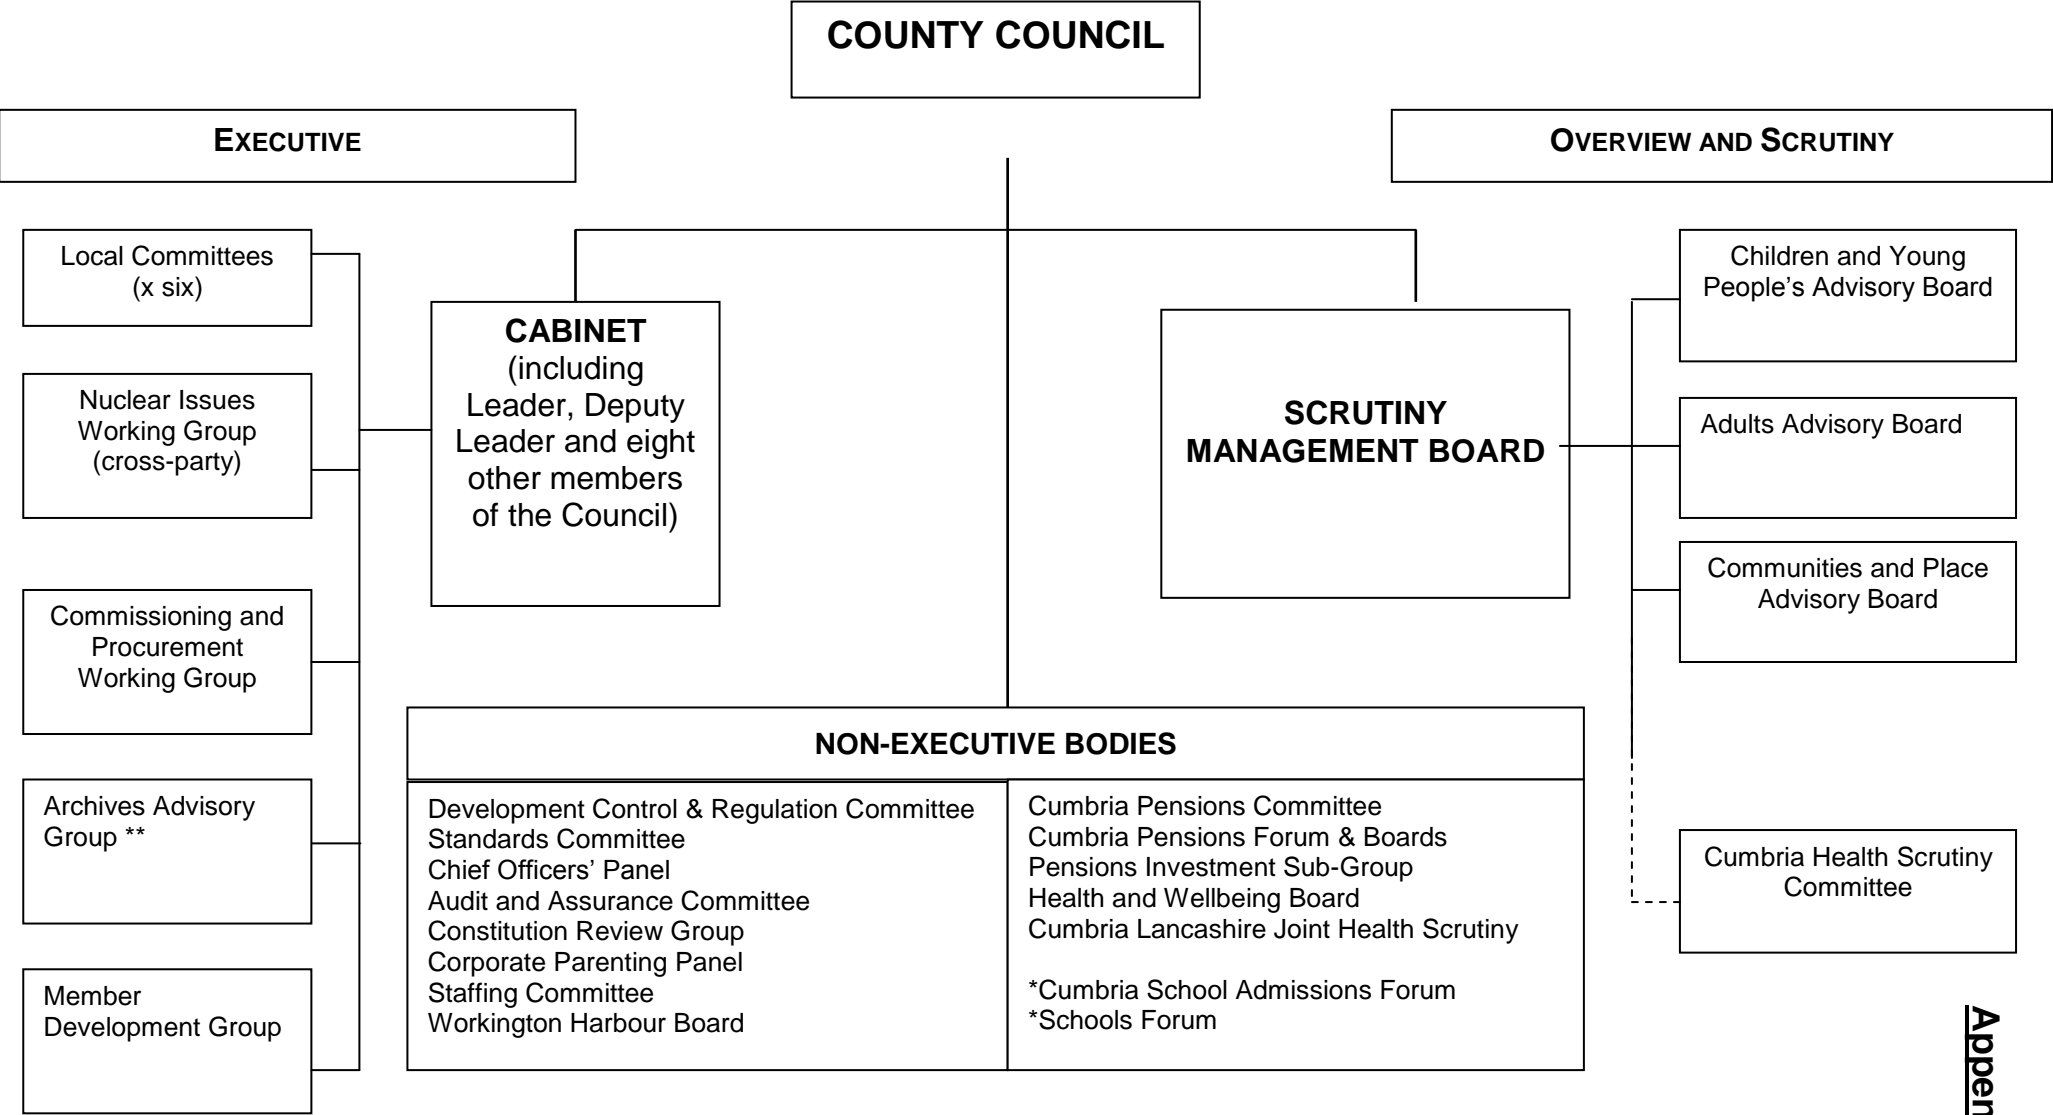 COUNTY COUNCIL
EXECUTIVE
OVERVIEW AND SCRUTINY
Local Committees
(x six)
Nuclear Issues
Working Group
(cross-party)
Commissioning and
Procurement
Working Group
Archives Advisory
Group **
Member
Development Group
CABINET
(including
Leader, Deputy
Leader and eight
other members
of the Council)
SCRUTINY
MANAGEMENT BOARD
Children and Young
People’s Advisory Board
Adults Advisory Board
Communities and Place
Advisory Board
Cumbria Health Scrutiny
Committee
NON-EXECUTIVE BODIES
Development Control & Regulation Committee
Standards Committee
Chief Officers’ Panel
Audit and Assurance Committee
Constitution Review Group
Corporate Parenting Panel
Staffing Committee
Workington Harbour Board
Cumbria Pensions Committee
Cumbria Pensions Forum & Boards
Pensions Investment Sub-Group
Health and Wellbeing Board
Cumbria Lancashire Joint Health Scrutiny
*Cumbria School Admissions Forum
*Schools Forum